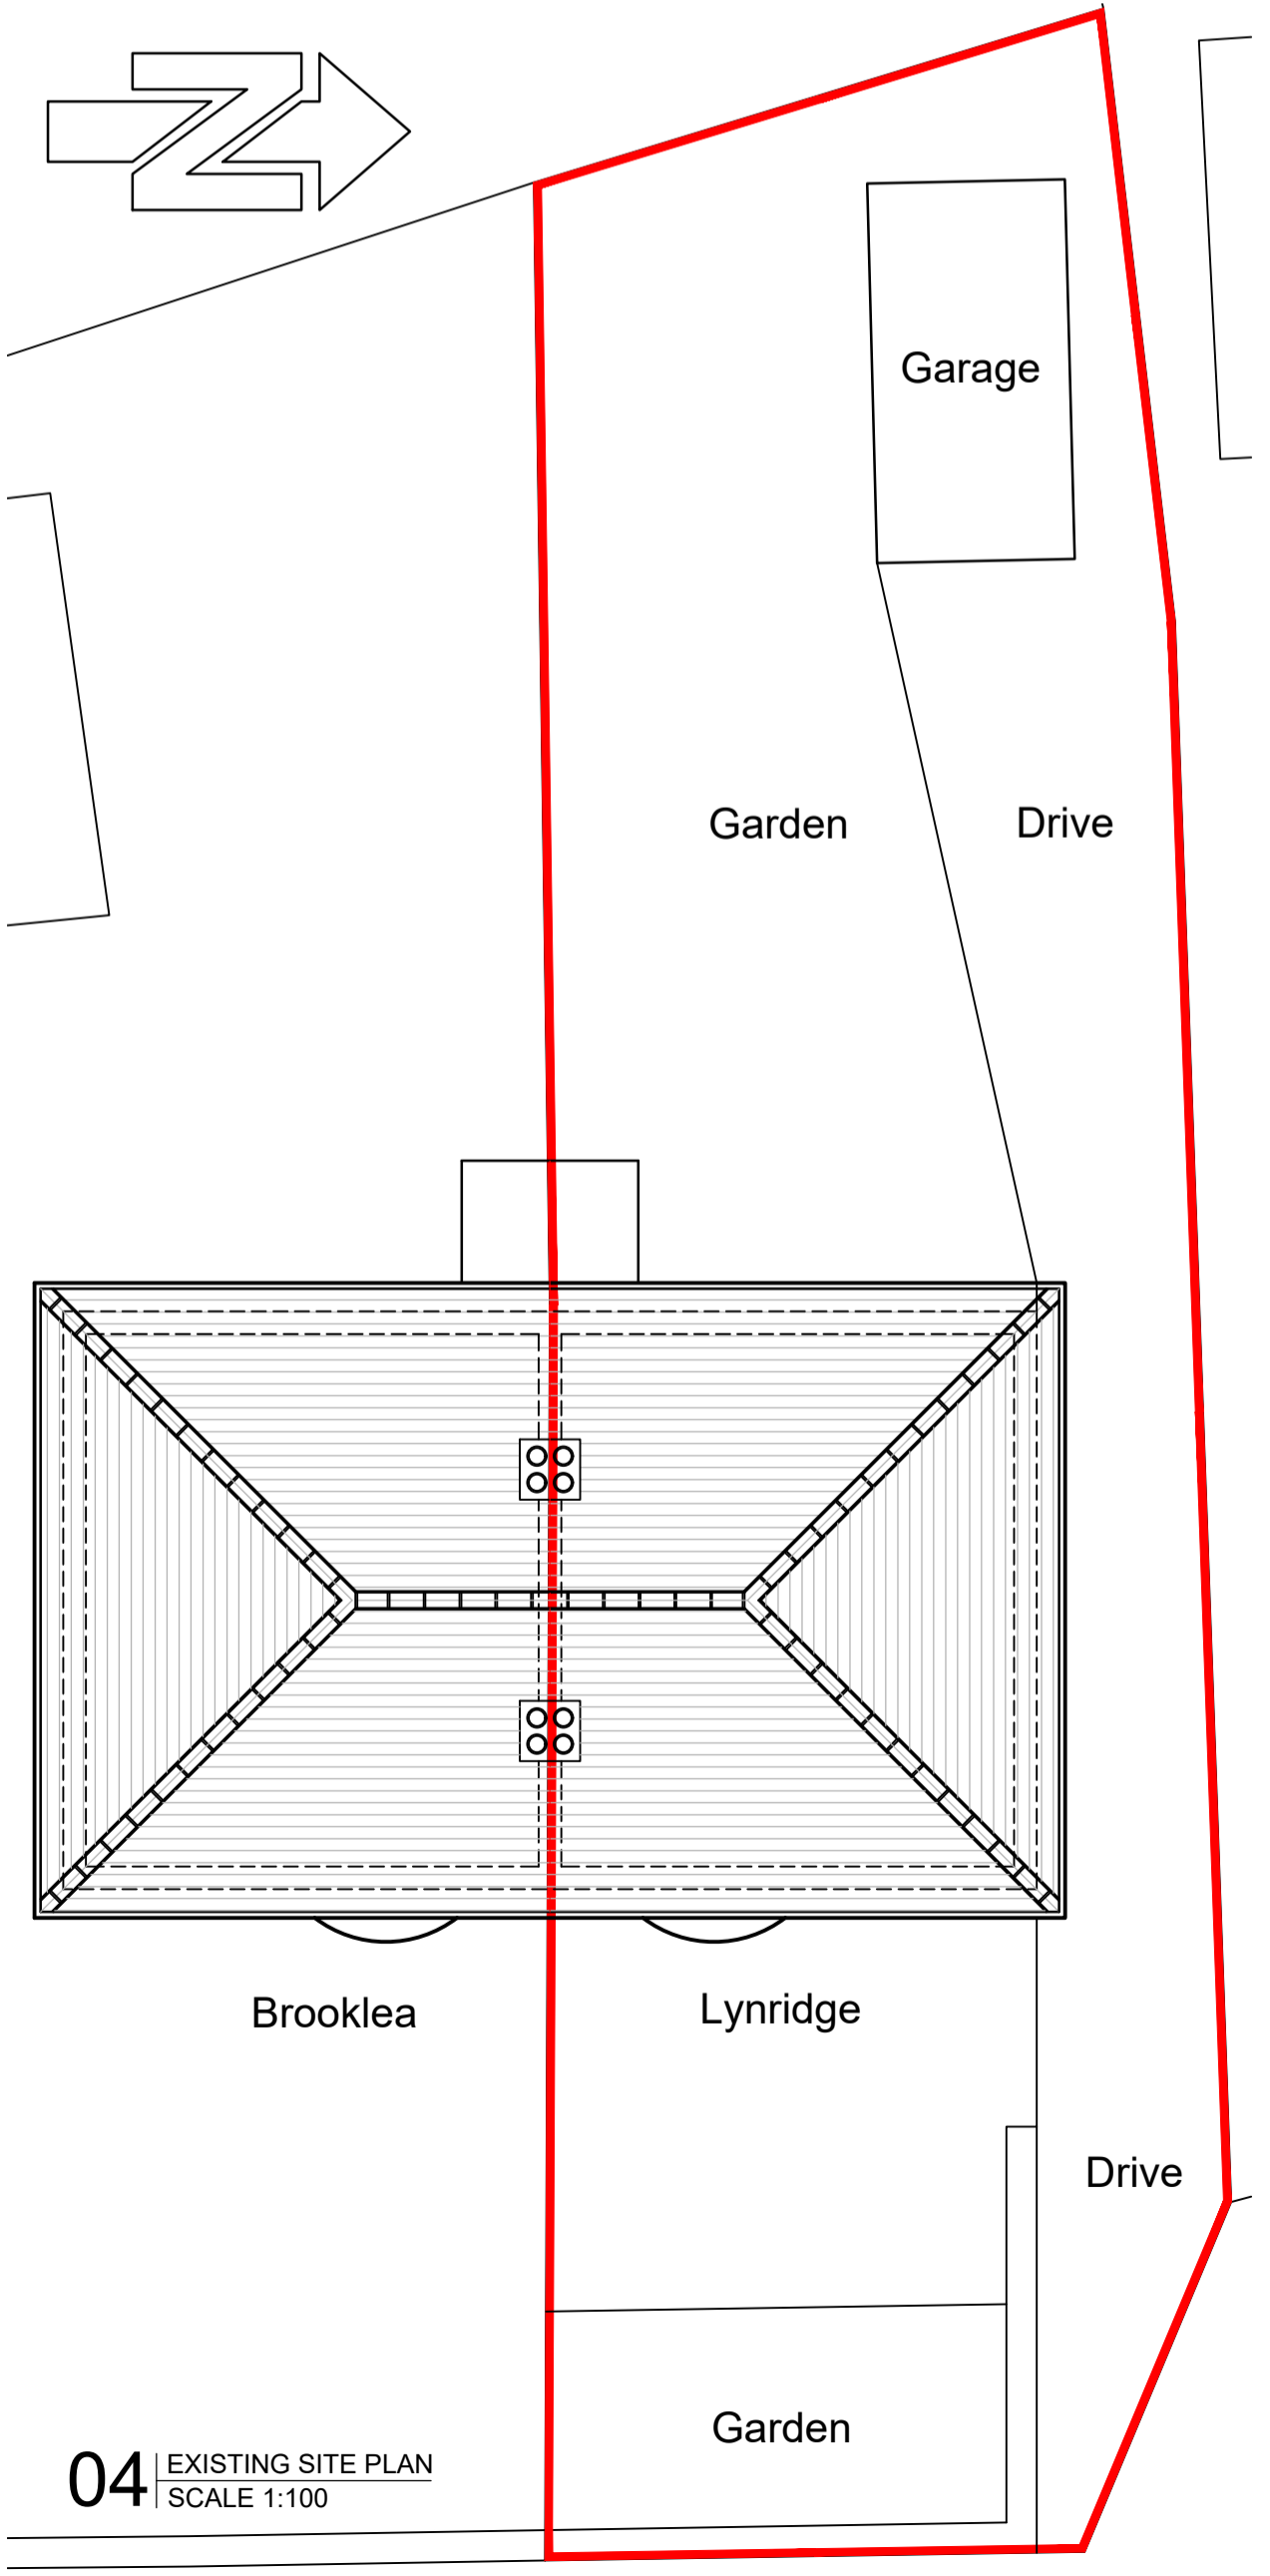 N
Garage
Garden
Drive
Brooklea
Lynridge
Drive
Garden
04
EXISTING SITE PLAN
SCALE 1:100